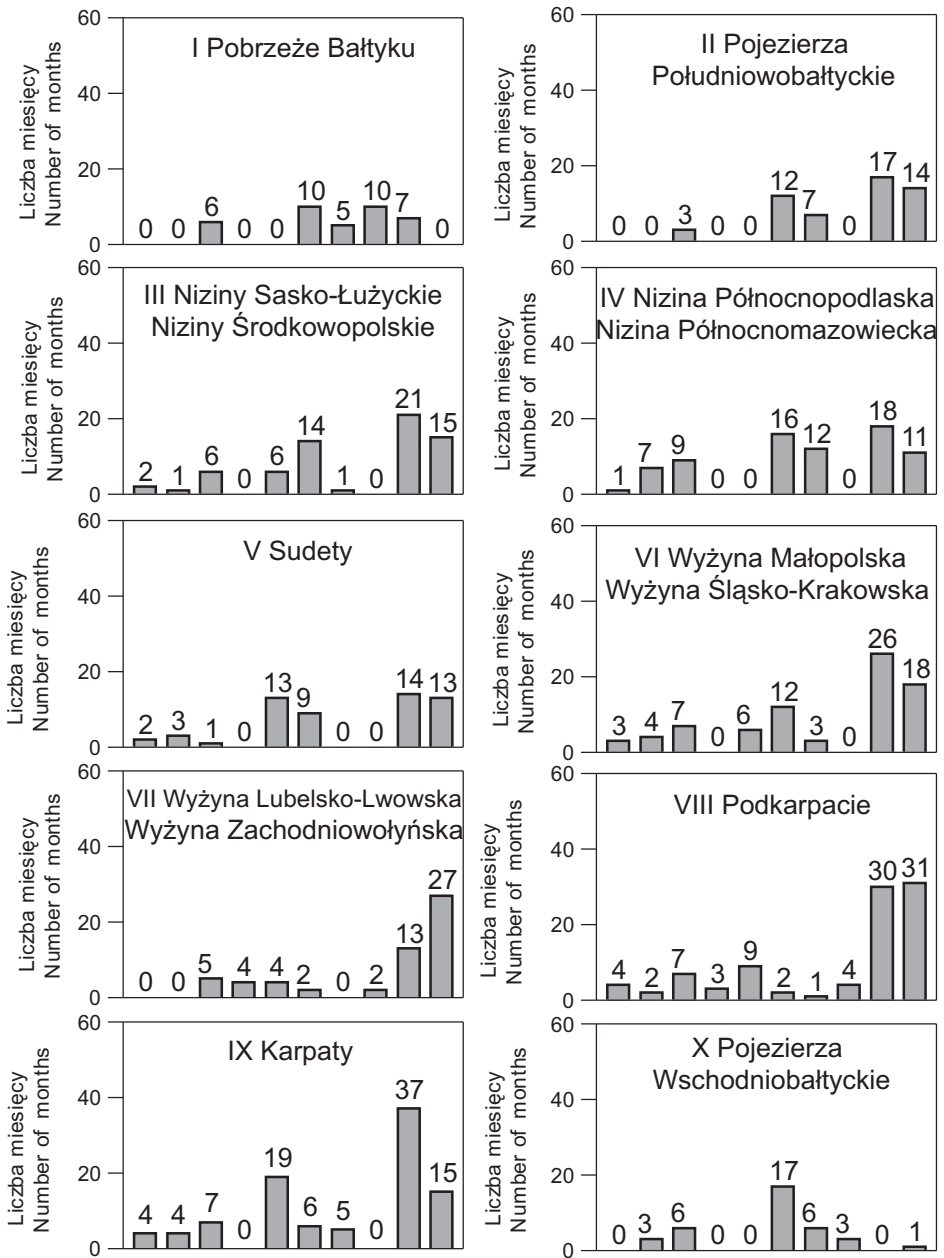 60
40
20
0
Liczba miesięcy
Number of months
I Pobrzeże Bałtyku
0 0 6 0 0 10 5 10 7 0
60
40
20
0
Liczba miesięcy
Number of months
II Pojezierza
Południowobałtyckie
0 0 3 0 0 12 7 0 17 14
60
40
20
0
Liczba miesięcy
Number of months
III Niziny Sasko-Łużyckie
Niziny Środkowopolskie
2 1 6 0 6 14 1 0 21 15
60
40
20
0
Liczba miesięcy
Number of months
IV Nizina Północnopodlaska
Nizina Północnomazowiecka
1 7 9 0 0 16 12 0 18 11
60
40
20
0
Liczba miesięcy
Number of months
V Sudety
2 3 1 0 13 9 0 0 14 13
60
40
20
0
Liczba miesięcy
Number of months
VI Wyżyna Małopolska
Wyżyna Śląsko-Krakowska
3 4 7 0 6 12 3 0 26 18
60
40
20
0
Liczba miesięcy
Number of months
VII Wyżyna Lubelsko-Lwowska
Wyżyna Zachodniowołyńska
0 0 5 4 4 2 0 2 13 27
60
40
20
0
Liczba miesięcy
Number of months
VIII Podkarpacie
4 2 7 3 9 2 1 4 30 31
60
40
20
0
Liczba miesięcy
Number of months
IX Karpaty
4 4 7 0 19 6 5 0 37 15
60
40
20
0
Liczba miesięcy
Number of months
X Pojezierza
Wschodniobałtyckie
0 3 6 0 0 17 6 3 0 1